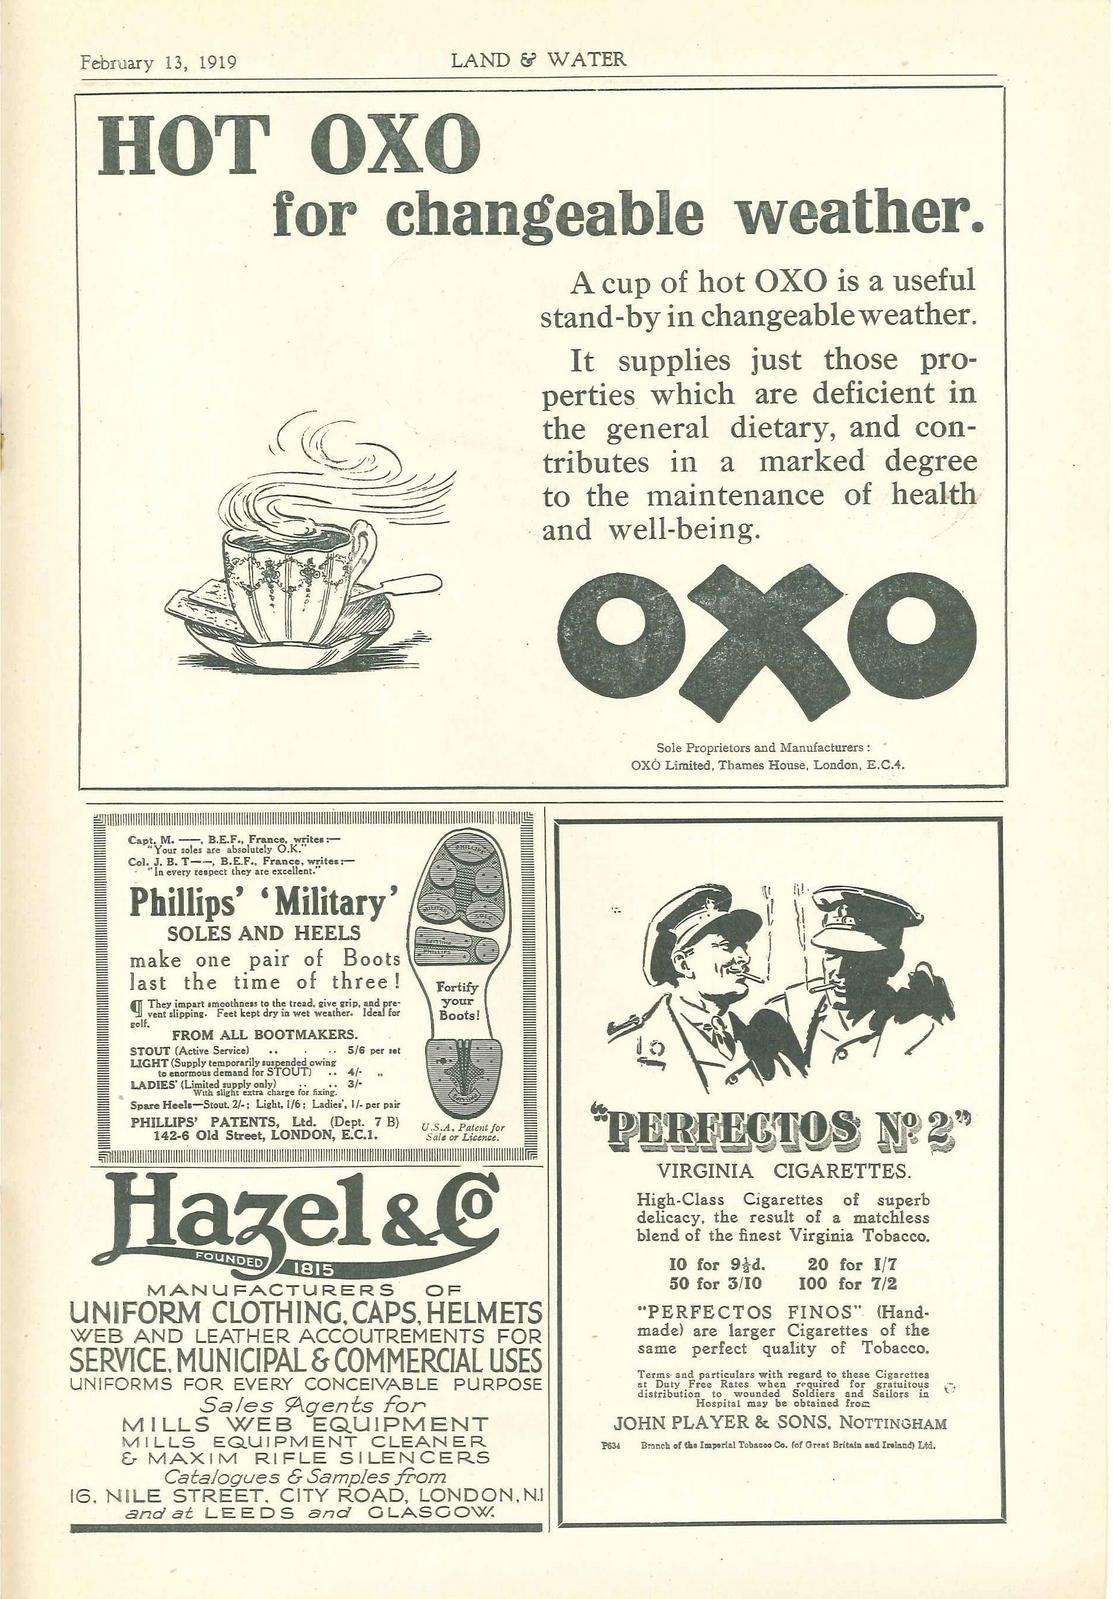 February 13, 1919
LAND & WATER
HOT OXO
for changeable weather.
A cup of hot OXO is a useful
stand-by in changeable weather.
It supplies just those pro-
perties which are deficient in
the general dietary, and con-
tributes in a marked degree
to the maintenance of health
and well-being.
OXO
Sole Proprietors and Manufacturers :
OXO Limited, Thames House, London, E.C.4.
Capt. M. ——, B.E.F., France, writes:—
"Your soles are absolutely O.K."
Col. J. B. T——, B.E.F., France, writes:—
"In every respect they are excellent."
Phillips' 'Military'
SOLES AND HEELS
make one pair of Boots
last the time of three!
¶ They impart smoothness to the tread, give grip, and pre-
vent slipping. Feet kept dry in wet weather. Ideal for
golf.
FROM ALL BOOTMAKERS.
STOUT (Active Service) .. .. .. 5/6 per set
LIGHT (Supply temporarily suspended owing
to enormous demand for STOUT) .. 4/- „
LADIES' (Limited supply only) .. .. 3/-
With slight extra charge for fixing.
Spare Heels—Stout, 2/-; Light, 1/6; Ladies', 1/- per pair
PHILLIPS' PATENTS, Ltd. (Dept. 7 B)
142-6 Old Street, LONDON, E.C.1.
PHILLIPS
MILITARY
SOLE
PHILLIPS
Fortify
your
Boots!
U.S.A. Patent for
Sale or Licence.
Hazel & Co
FOUNDED 1815
MANUFACTURERS OF
UNIFORM CLOTHING, CAPS, HELMETS
WEB AND LEATHER ACCOUTREMENTS FOR
SERVICE, MUNICIPAL & COMMERCIAL USES
UNIFORMS FOR EVERY CONCEIVABLE PURPOSE
Sales Agents for
MILLS WEB EQUIPMENT
MILLS EQUIPMENT CLEANER
& MAXIM RIFLE SILENCERS
Catalogues & Samples from
16, NILE STREET, CITY ROAD, LONDON, N.1
and at LEEDS and GLASGOW.
"PERFECTOS No 2"
VIRGINIA CIGARETTES.
High-Class Cigarettes of superb
delicacy, the result of a matchless
blend of the finest Virginia Tobacco.
10 for 9½d. 20 for 1/7
50 for 3/10 100 for 7/2
"PERFECTOS FINOS" (Hand-
made) are larger Cigarettes of the
same perfect quality of Tobacco.
Terms and particulars with regard to these Cigarettes
at Duty Free Rates when required for gratuitous
distribution to wounded Soldiers and Sailors in
Hospital may be obtained from
JOHN PLAYER & SONS, NOTTINGHAM
P634 Branch of the Imperial Tobacco Co. (of Great Britain and Ireland) Ltd.